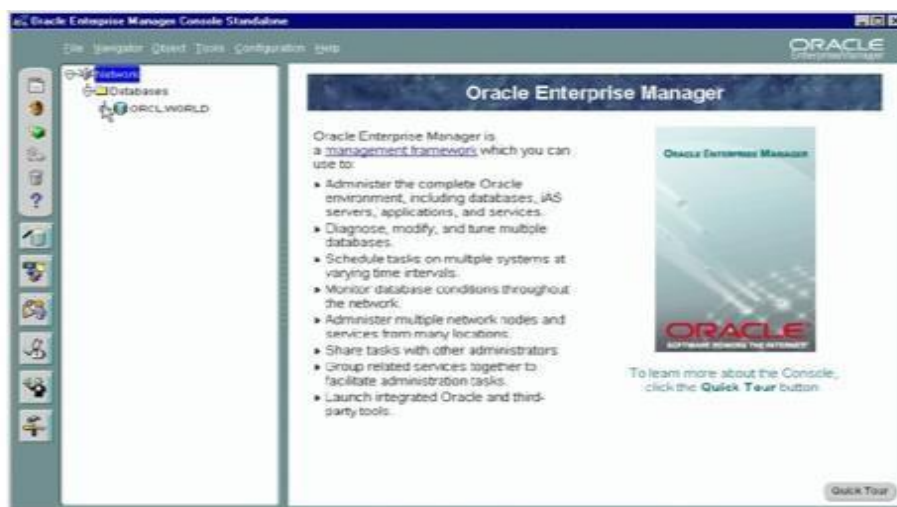 Oracle Enterprise Manager Console Standalone
File Navigator Object Tools Configuration Help
ORACLE
EnterpriseManager
Network
Databases
ORCL.WORLD
Oracle Enterprise Manager
Oracle Enterprise Manager is
a management framework which you can
use to:
▸ Administer the complete Oracle
environment, including databases, iAS
servers, applications, and services.
▸ Diagnose, modify, and tune multiple
databases.
▸ Schedule tasks on multiple systems at
varying time intervals.
▸ Monitor database conditions throughout
the network.
▸ Administer multiple network nodes and
services from many locations.
▸ Share tasks with other administrators
▸ Group related services together to
facilitate administration tasks.
▸ Launch integrated Oracle and third-
party tools.
ORACLE ENTERPRISE MANAGER
ORACLE
SOFTWARE POWERS THE INTERNET
To learn more about the Console,
click the Quick Tour button
Quick Tour